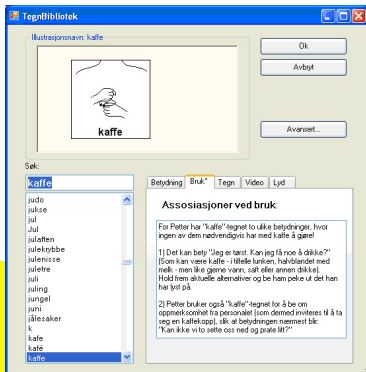 TegnBibliotek
Illustrasjonsnavn: kaffe
kaffe
Ok
Avbryt
Avansert...
Søk:
kaffe
judo
jukse
jul
Jul
julaften
julekrybbe
julenisse
juletre
juli
juling
jungel
juni
jålesaker
k
kafe
kafé
kaffe
Betydning Bruk* Tegn Video Lyd
Assosiasjoner ved bruk:
For Petter har "kaffe"-tegnet to ulike betydninger, hvor
ingen av dem nødvendigvis har med kaffe å gjøre!
1) Det kan bety "Jeg er tørst. Kan jeg få noe å drikke?"
(Som kan være kaffe - i tilfelle lunken, halvblandet med
melk - men like gjerne vann, saft eller annen drikke).
Hold frem aktuelle alternativer og be ham peke ut det han
har lyst på.
2) Petter bruker også "kaffe"-tegnet for å be om
oppmerksomhet fra personalet (som dermed inviteres til å ta
seg en kaffekopp), slik at betydningen nærmest blir:
"Kan ikke vi to sette oss ned og prate litt?"